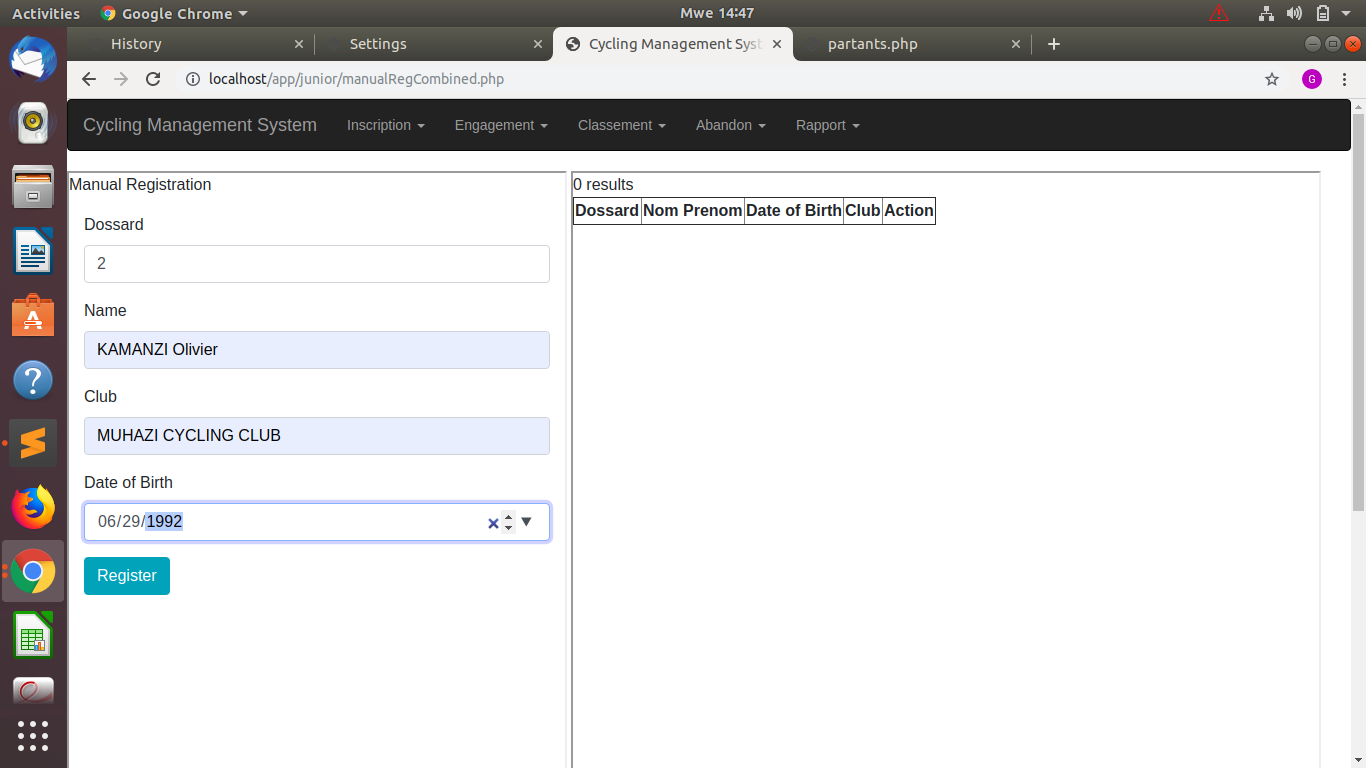 Activities Google Chrome Mwe 14:47
History Settings Cycling Management Syst partants.php
localhost/app/junior/manualRegCombined.php G
Cycling Management System Inscription Engagement Classement Abandon Rapport
Manual Registration
Dossard
2
Name
KAMANZI Olivier
Club
MUHAZI CYCLING CLUB
Date of Birth
06/29/1992
Register
0 results
Dossard Nom Prenom Date of Birth Club Action